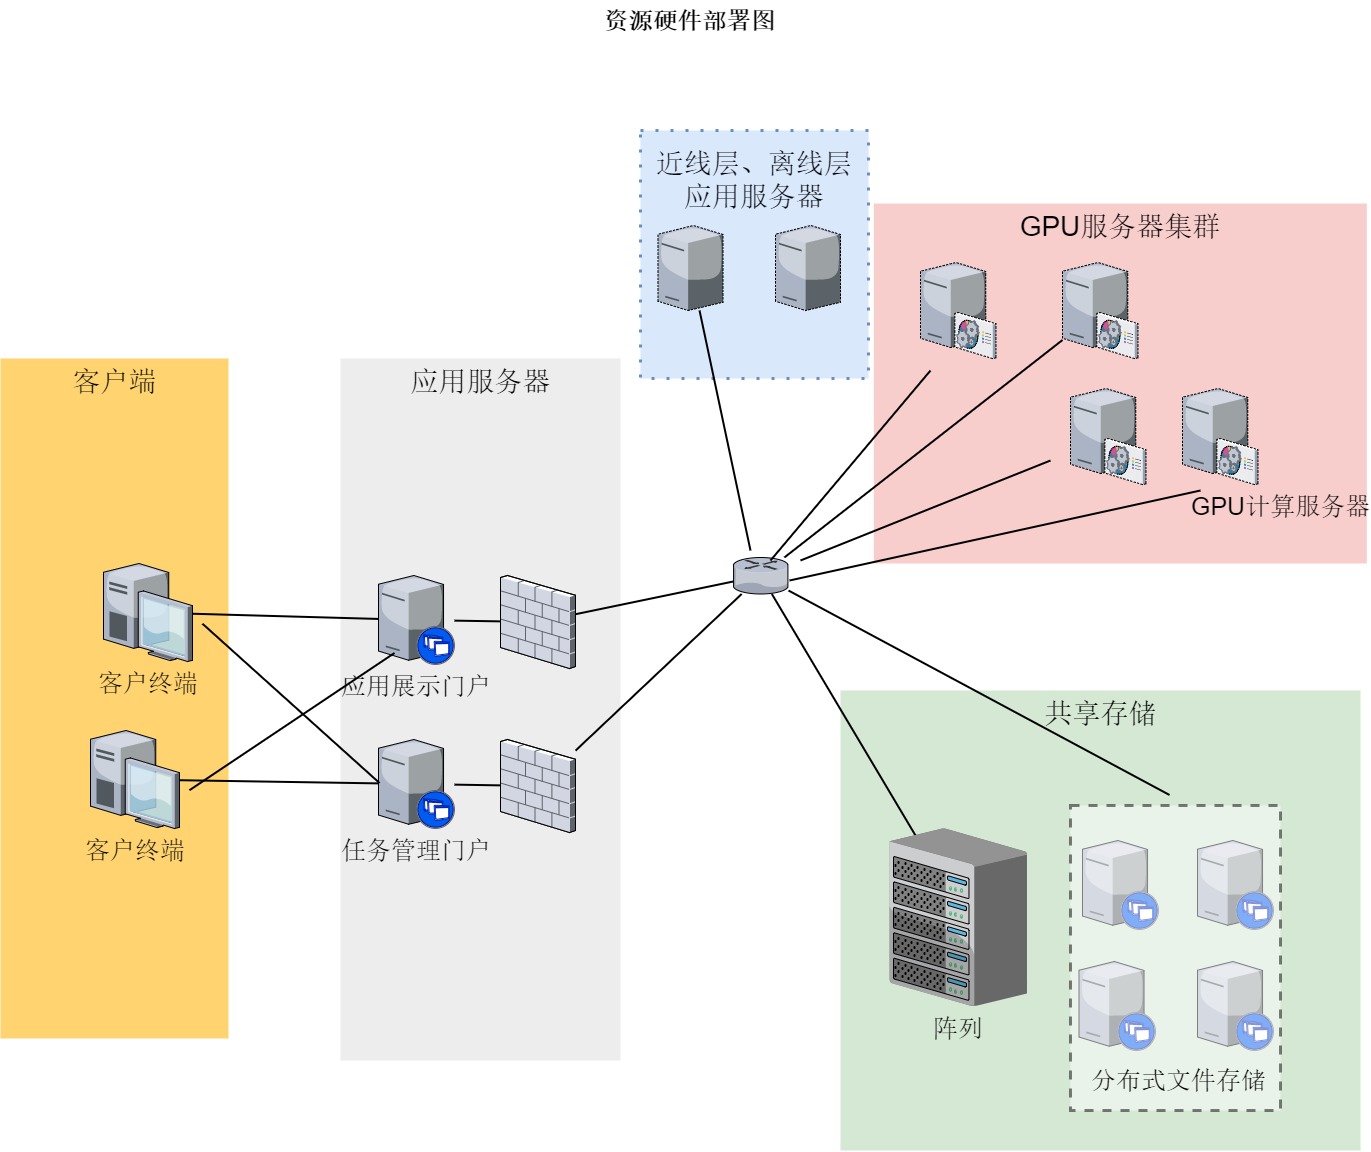 资源硬件部署图
近线层、离线层
应用服务器
GPU服务器集群
GPU计算服务器
客户端
客户终端
客户终端
应用服务器
应用展示门户
任务管理门户
共享存储
阵列
分布式文件存储